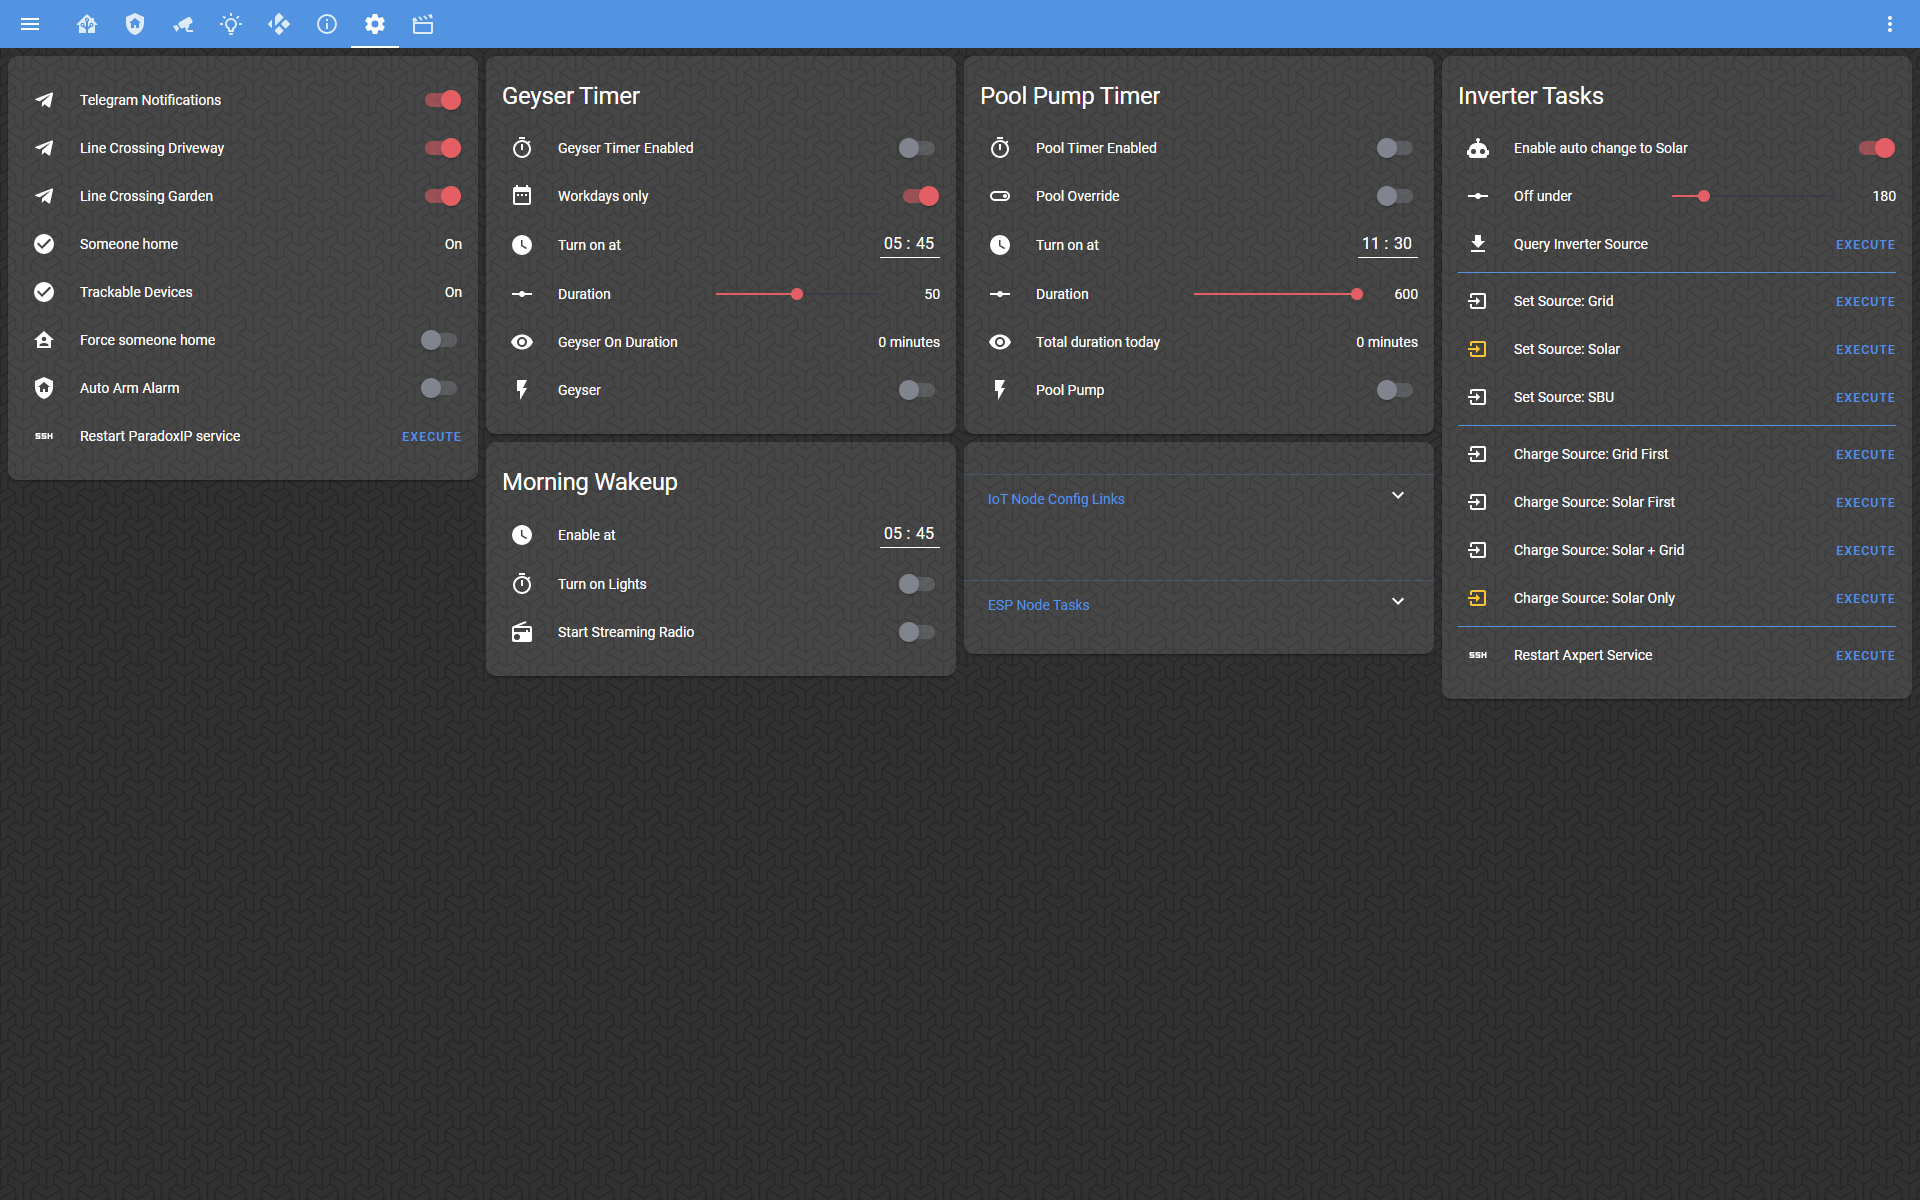 Telegram Notifications
Line Crossing Driveway
Line Crossing Garden
Someone home On
Trackable Devices On
Force someone home
Auto Arm Alarm
SSH Restart ParadoxIP service EXECUTE
Geyser Timer
Geyser Timer Enabled
Workdays only
Turn on at 05 : 45
Duration 50
Geyser On Duration 0 minutes
Geyser
Morning Wakeup
Enable at 05 : 45
Turn on Lights
Start Streaming Radio
Pool Pump Timer
Pool Timer Enabled
Pool Override
Turn on at 11 : 30
Duration 600
Total duration today 0 minutes
Pool Pump
IoT Node Config Links
ESP Node Tasks
Inverter Tasks
Enable auto change to Solar
Off under 180
Query Inverter Source EXECUTE
Set Source: Grid EXECUTE
Set Source: Solar EXECUTE
Set Source: SBU EXECUTE
Charge Source: Grid First EXECUTE
Charge Source: Solar First EXECUTE
Charge Source: Solar + Grid EXECUTE
Charge Source: Solar Only EXECUTE
SSH Restart Axpert Service EXECUTE